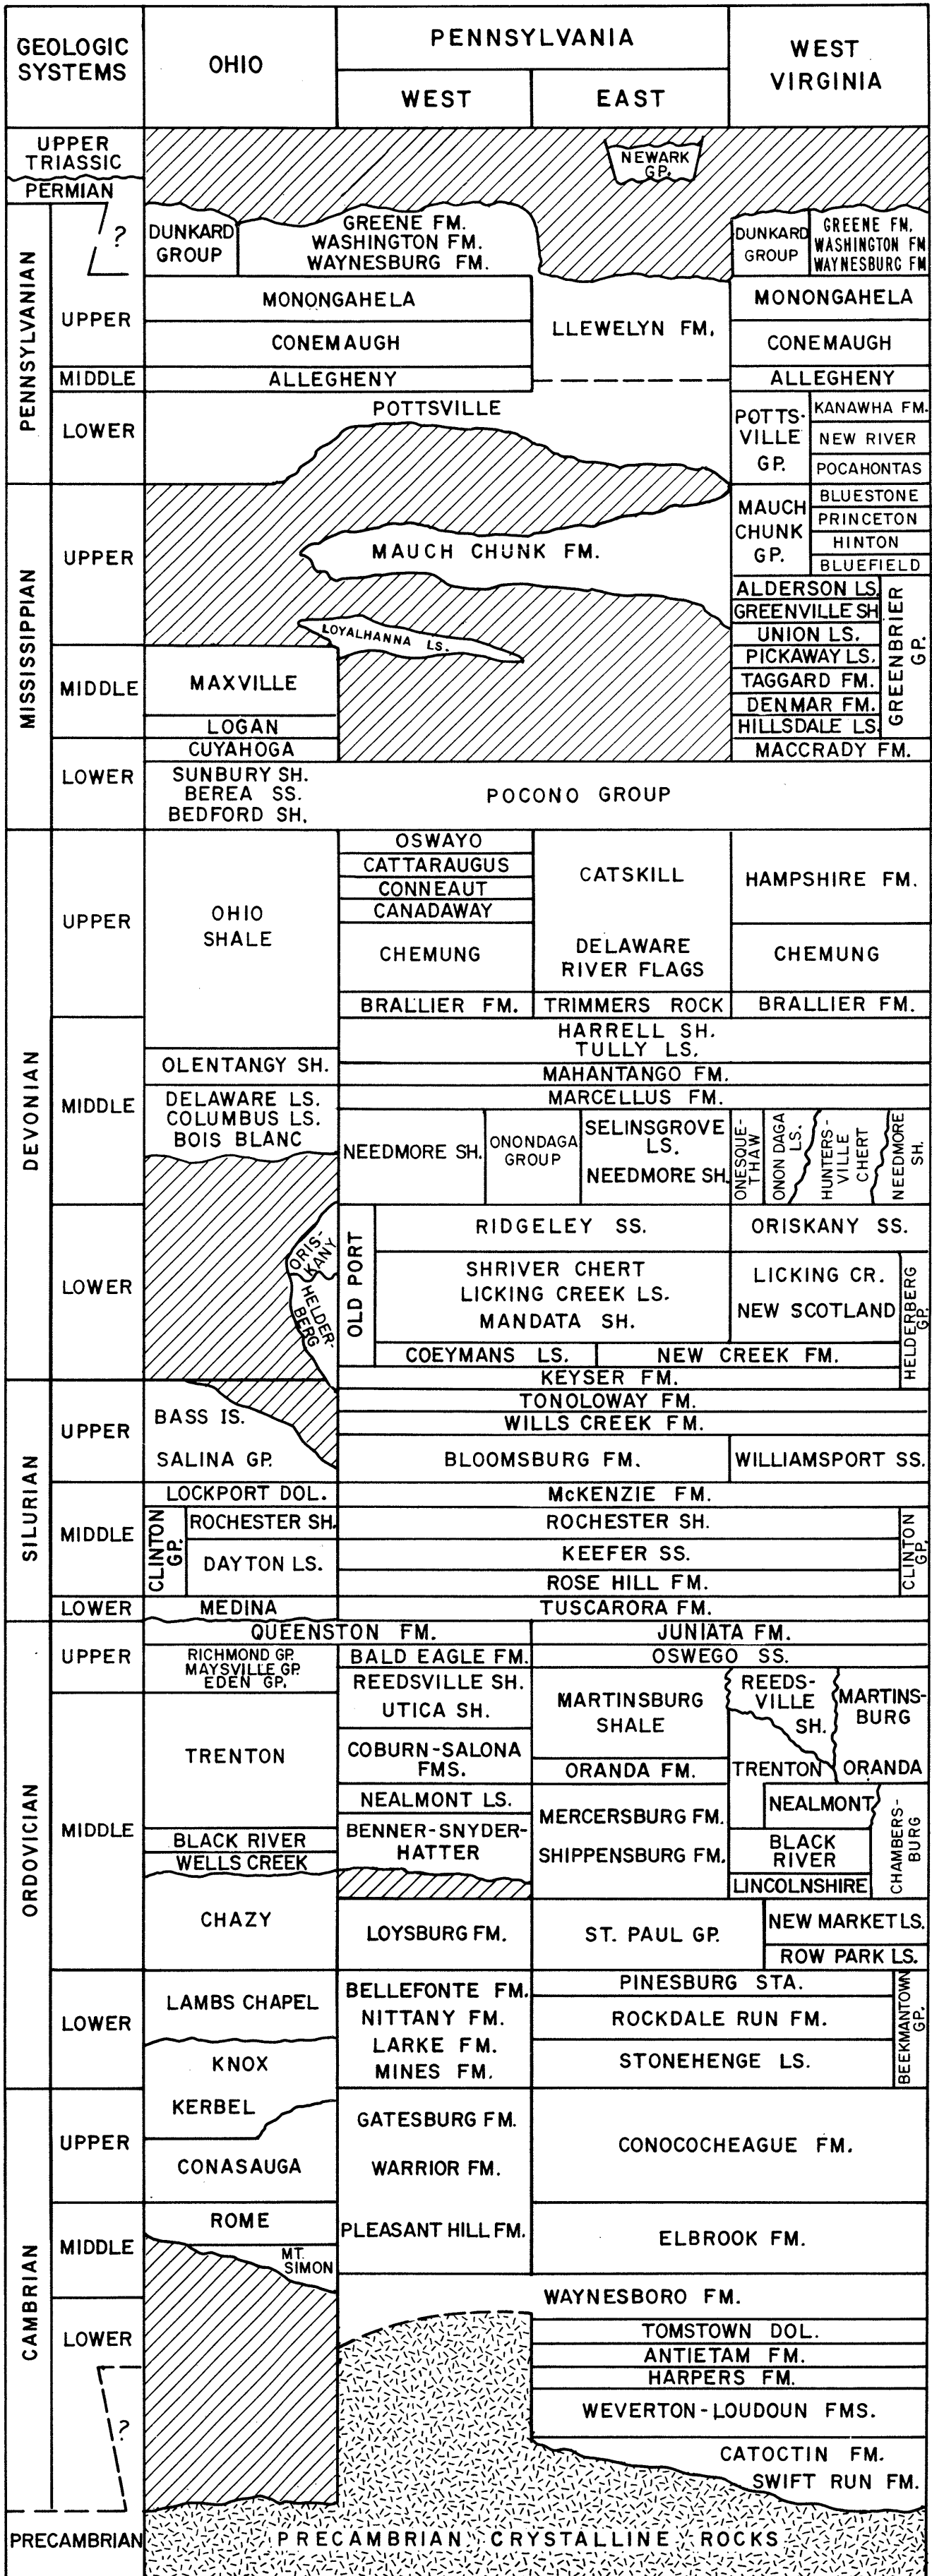 GEOLOGIC
SYSTEMS
OHIO
PENNSYLVANIA
WEST
EAST
WEST
VIRGINIA
UPPER
TRIASSIC
PERMIAN
NEWARK
GP.
PENNSYLVANIAN
?
DUNKARD
GROUP
GREENE FM.
WASHINGTON FM.
WAYNESBURG FM.
DUNKARD
GROUP
GREENE FM.
WASHINGTON FM
WAYNESBURG FM
UPPER
MONONGAHELA
CONEMAUGH
LLEWELYN FM.
MONONGAHELA
CONEMAUGH
MIDDLE
ALLEGHENY
ALLEGHENY
LOWER
POTTSVILLE
POTTS-
VILLE
GP.
KANAWHA FM.
NEW RIVER
POCAHONTAS
MISSISSIPPIAN
UPPER
MAUCH CHUNK FM.
LOYALHANNA LS.
MAUCH
CHUNK
GP.
BLUESTONE
PRINCETON
HINTON
BLUEFIELD
ALDERSON LS.
GREENVILLE SH
UNION LS.
PICKAWAY LS.
TAGGARD FM.
DENMAR FM.
HILLSDALE LS.
GREENBRIER
GP.
MIDDLE
MAXVILLE
LOGAN
LOWER
CUYAHOGA
MACCRADY FM.
SUNBURY SH.
BEREA SS.
BEDFORD SH.
POCONO GROUP
DEVONIAN
UPPER
OHIO
SHALE
OSWAYO
CATTARAUGUS
CONNEAUT
CANADAWAY
CHEMUNG
BRALLIER FM.
CATSKILL
DELAWARE
RIVER FLAGS
TRIMMERS ROCK
HAMPSHIRE FM.
CHEMUNG
BRALLIER FM.
MIDDLE
OLENTANGY SH.
DELAWARE LS.
COLUMBUS LS.
BOIS BLANC
HARRELL SH.
TULLY LS.
MAHANTANGO FM.
MARCELLUS FM.
NEEDMORE SH.
ONONDAGA
GROUP
SELINSGROVE
LS.
NEEDMORE SH.
ONESQUE-
THAW
ONONDAGA
LS.
HUNTERS-
VILLE
CHERT
NEEDMORE
SH.
LOWER
ORIS-
KANY
HELDER-
BERG
OLD PORT
RIDGELEY SS.
ORISKANY SS.
SHRIVER CHERT
LICKING CREEK LS.
MANDATA SH.
LICKING CR.
NEW SCOTLAND
HELDERBERG
GP.
COEYMANS LS.
NEW CREEK FM.
KEYSER FM.
SILURIAN
UPPER
BASS IS.
SALINA GP.
TONOLOWAY FM.
WILLS CREEK FM.
BLOOMSBURG FM.
WILLIAMSPORT SS.
MIDDLE
LOCKPORT DOL.
McKENZIE FM.
CLINTON
GP.
ROCHESTER SH.
DAYTON LS.
ROCHESTER SH.
KEEFER SS.
ROSE HILL FM.
CLINTON
GP.
LOWER
MEDINA
TUSCARORA FM.
ORDOVICIAN
UPPER
QUEENSTON FM.
JUNIATA FM.
RICHMOND GP.
MAYSVILLE GP.
EDEN GP.
BALD EAGLE FM.
OSWEGO SS.
REEDSVILLE SH.
UTICA SH.
MARTINSBURG
SHALE
REEDS-
VILLE
SH.
MARTINS-
BURG
MIDDLE
TRENTON
COBURN-SALONA
FMS.
ORANDA FM.
TRENTON
ORANDA
NEALMONT LS.
BENNER-SNYDER-
HATTER
MERCERSBURG FM.
SHIPPENSBURG FM.
NEALMONT
BLACK
RIVER
LINCOLNSHIRE
CHAMBERS-
BURG
BLACK RIVER
WELLS CREEK
CHAZY
LOYSBURG FM.
ST. PAUL GP.
NEW MARKET LS.
ROW PARK LS.
LOWER
LAMBS CHAPEL
KNOX
BELLEFONTE FM.
NITTANY FM.
LARKE FM.
MINES FM.
PINESBURG STA.
ROCKDALE RUN FM.
STONEHENGE LS.
BEEKMANTOWN
GP.
CAMBRIAN
UPPER
KERBEL
CONASAUGA
GATESBURG FM.
WARRIOR FM.
CONOCOCHEAGUE FM.
MIDDLE
ROME
MT.
SIMON
PLEASANT HILL FM.
ELBROOK FM.
LOWER
WAYNESBORO FM.
TOMSTOWN DOL.
ANTIETAM FM.
HARPERS FM.
WEVERTON-LOUDOUN FMS.
?
CATOCTIN FM.
SWIFT RUN FM.
PRECAMBRIAN
PRECAMBRIAN CRYSTALLINE ROCKS